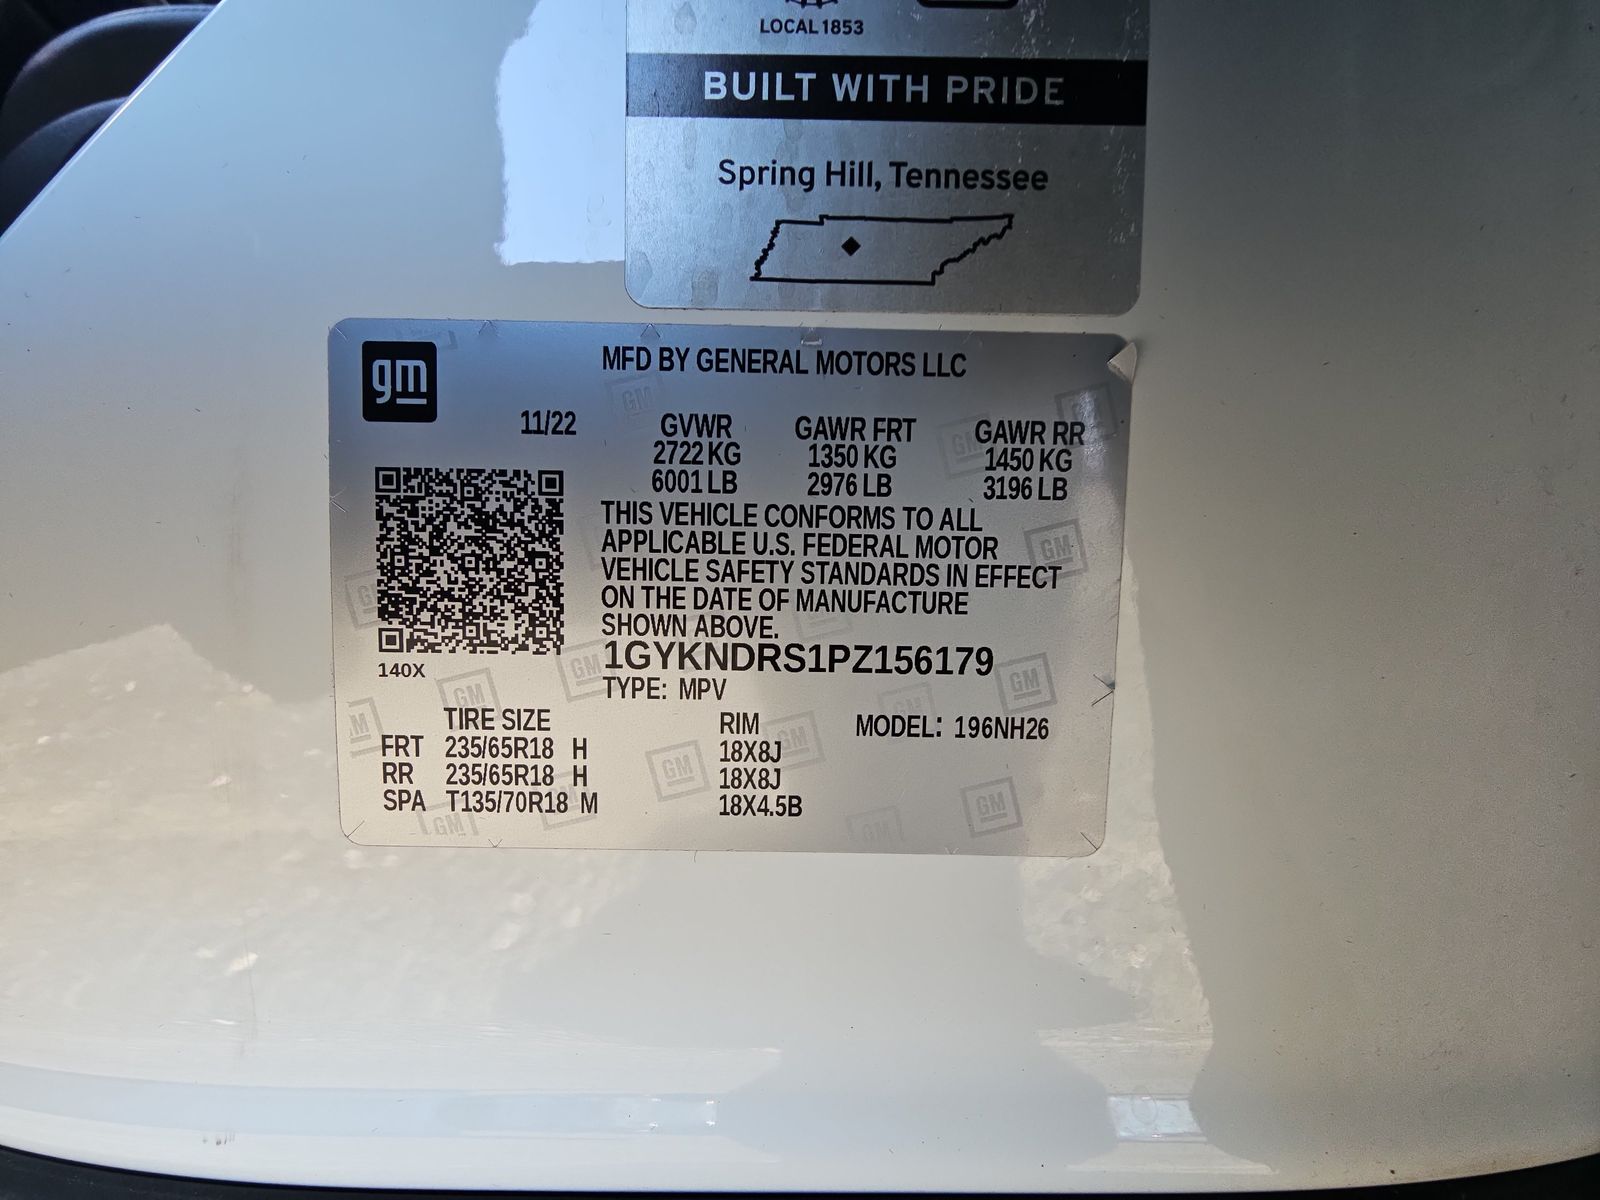 LOCAL 1853
BUILT WITH PRIDE
Spring Hill, Tennessee
gm
MFD BY GENERAL MOTORS LLC
11/22 GVWR GAWR FRT GAWR RR
2722 KG 1350 KG 1450 KG
6001 LB 2976 LB 3196 LB
THIS VEHICLE CONFORMS TO ALL
APPLICABLE U.S. FEDERAL MOTOR
VEHICLE SAFETY STANDARDS IN EFFECT
ON THE DATE OF MANUFACTURE
SHOWN ABOVE.
1GYKNDRS1PZ156179
140X
TYPE: MPV
TIRE SIZE RIM MODEL: 196NH26
FRT 235/65R18 H 18X8J
RR 235/65R18 H 18X8J
SPA T135/70R18 M 18X4.5B